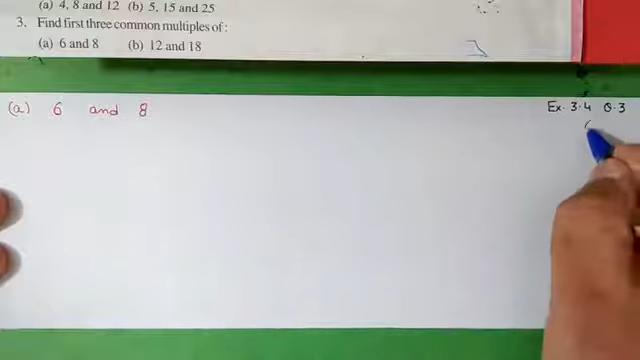 (a) 4, 8 and 12 (b) 5, 15 and 25
3. Find first three common multiples of :
(a) 6 and 8 (b) 12 and 18
(a) 6 and 8
Ex. 3.4 Q.3